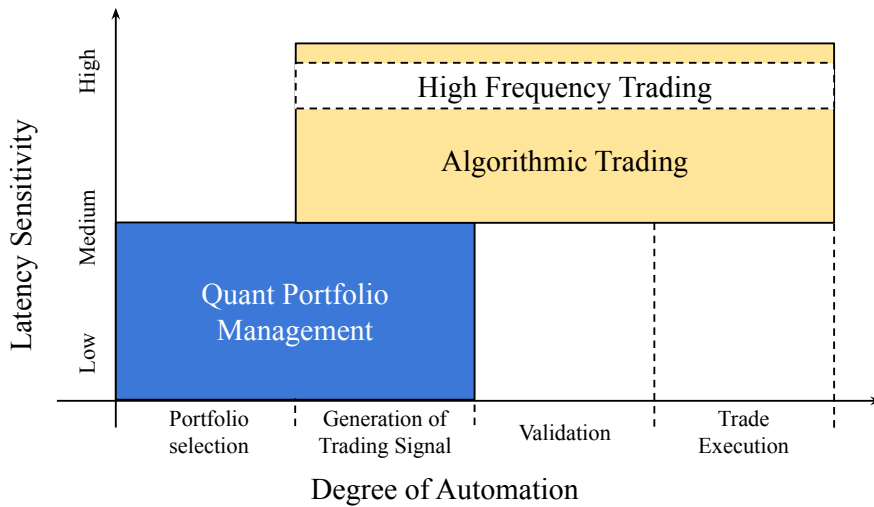 High
High Frequency Trading
Algorithmic Trading
Medium
Latency Sensitivity
Quant Portfolio
Management
Low
Portfolio
selection
Generation of
Trading Signal
Validation
Trade
Execution
Degree of Automation